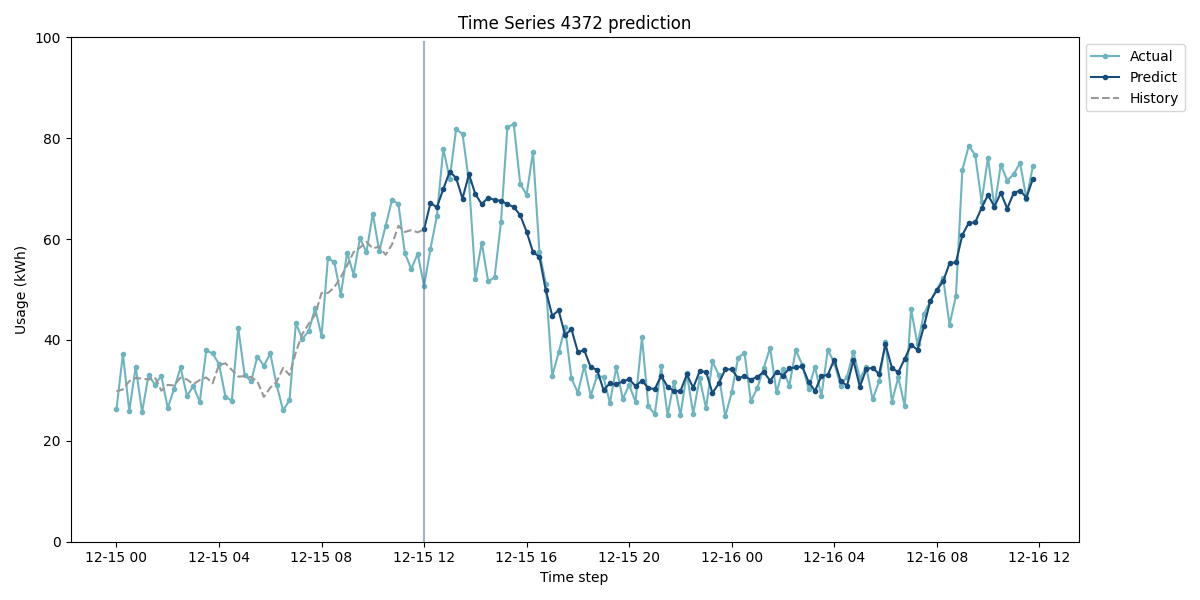 Time Series 4372 prediction
Usage (kWh)
100
80
60
40
20
0
12-15 00
12-15 04
12-15 08
12-15 12
12-15 16
12-15 20
12-16 00
12-16 04
12-16 08
12-16 12
Time step
Actual
Predict
History